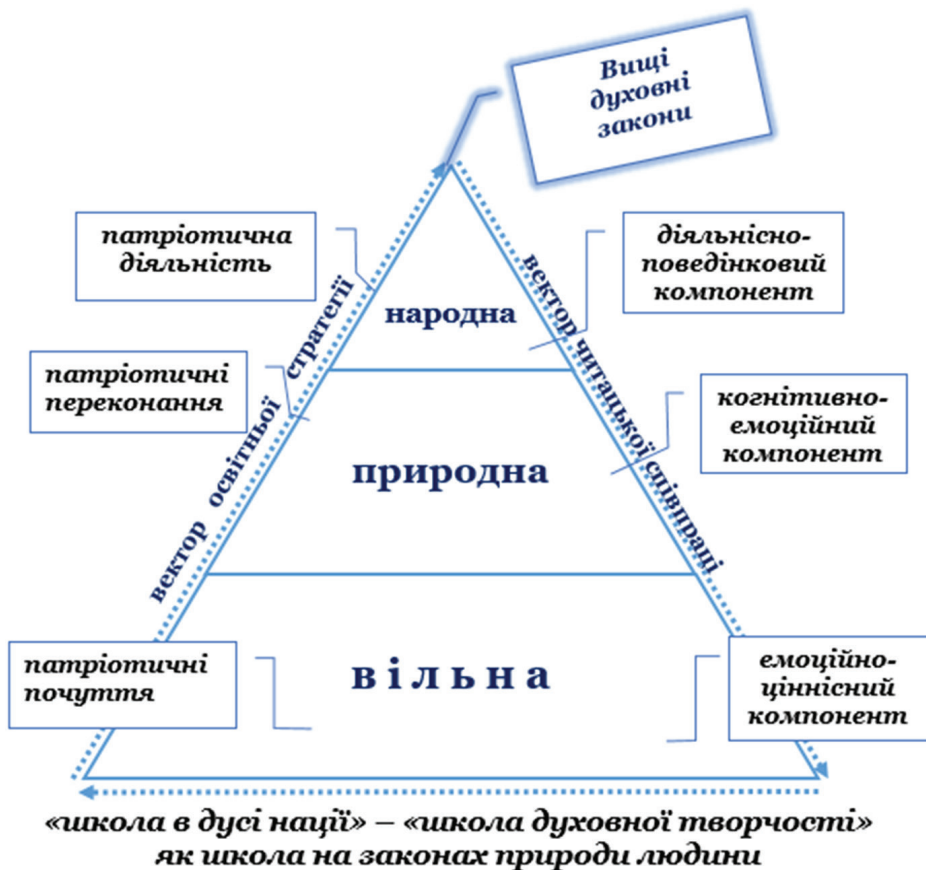 Вищі
духовні
закони
патріотична
діяльність
діяльнісно-
поведінковий
компонент
народна
вектор освітньої стратегії
вектор читацької співпраці
патріотичні
переконання
когнітивно-
емоційний
компонент
природна
патріотичні
почуття
вільна
емоційно-
ціннісний
компонент
«школа в дусі нації» – «школа духовної творчості»
як школа на законах природи людини